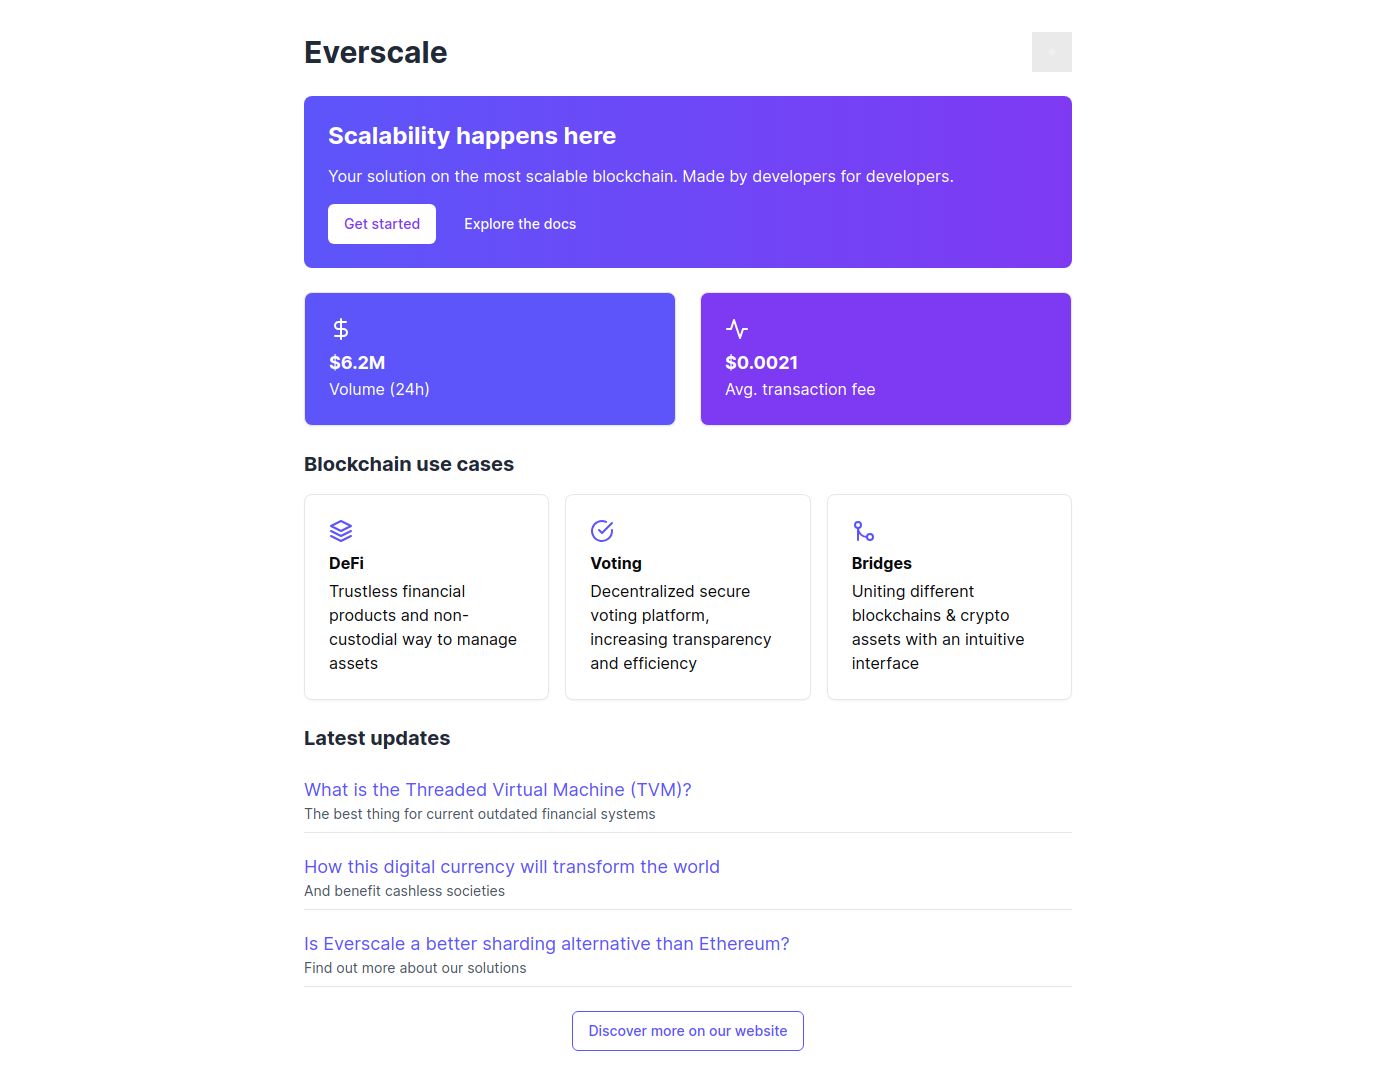 Everscale
Scalability happens here
Your solution on the most scalable blockchain. Made by developers for developers.
Get started
Explore the docs
$6.2M
Volume (24h)
$0.0021
Avg. transaction fee
Blockchain use cases
DeFi
Trustless financial
products and non-
custodial way to manage
assets
Voting
Decentralized secure
voting platform,
increasing transparency
and efficiency
Bridges
Uniting different
blockchains & crypto
assets with an intuitive
interface
Latest updates
What is the Threaded Virtual Machine (TVM)?
The best thing for current outdated financial systems
How this digital currency will transform the world
And benefit cashless societies
Is Everscale a better sharding alternative than Ethereum?
Find out more about our solutions
Discover more on our website